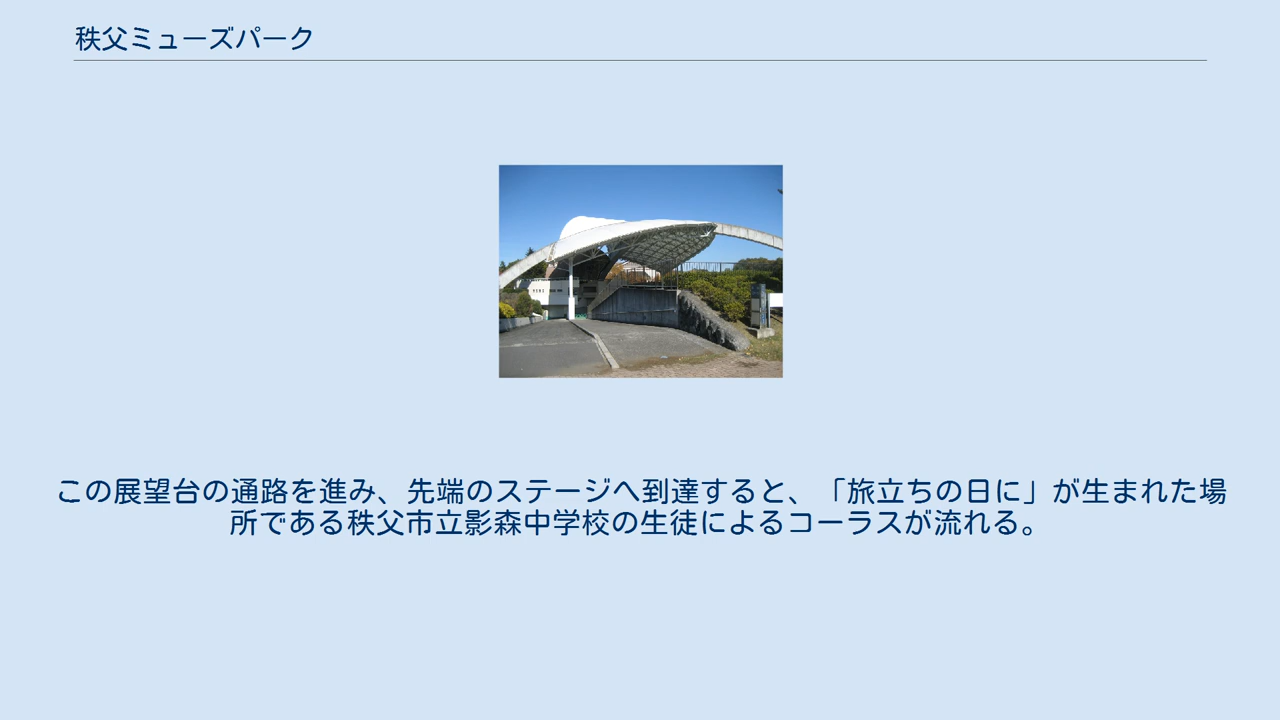 秩父ミューズパーク
この展望台の通路を進み、先端のステージへ到達すると、「旅立ちの日に」が生まれた場
所である秩父市立影森中学校の生徒によるコーラスが流れる。